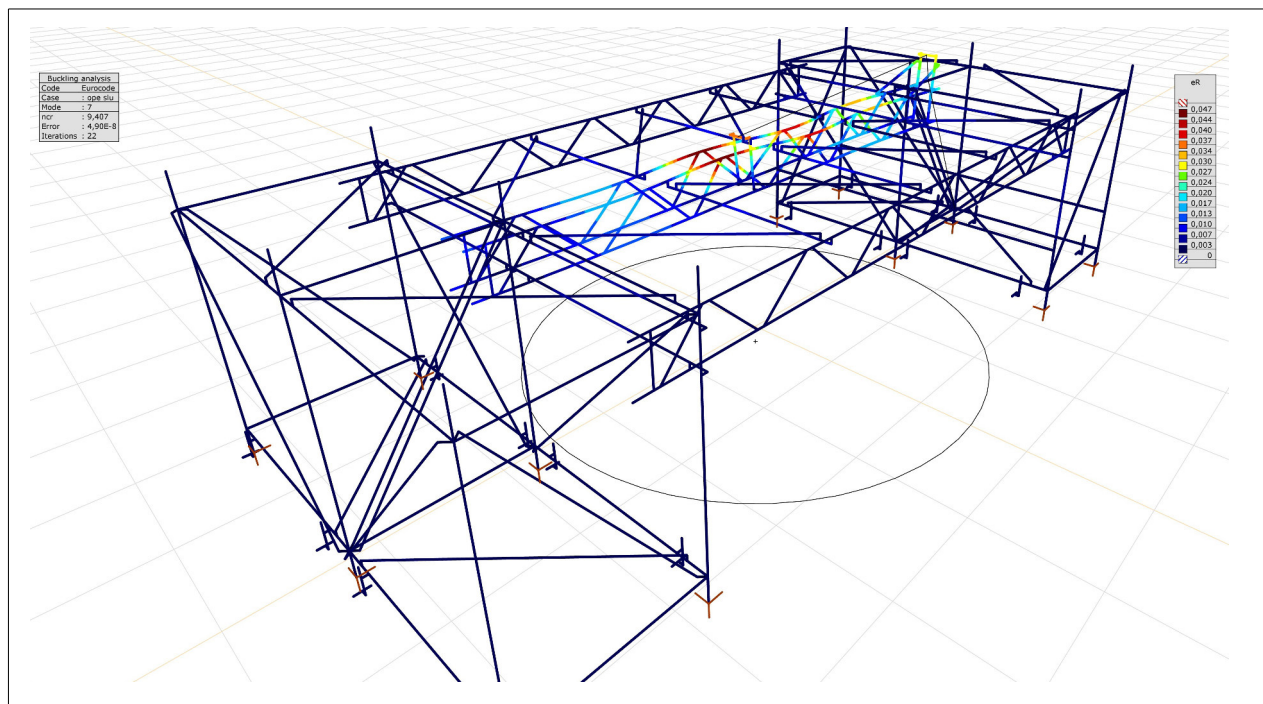 Buckling analysis
Code Eurocode
Case : ope slu
Mode : 7
ncr : 9,407
Error : 4,90E-8
Iterations : 22
eR
0,047
0,044
0,040
0,037
0,034
0,030
0,027
0,024
0,020
0,017
0,013
0,010
0,007
0,003
0